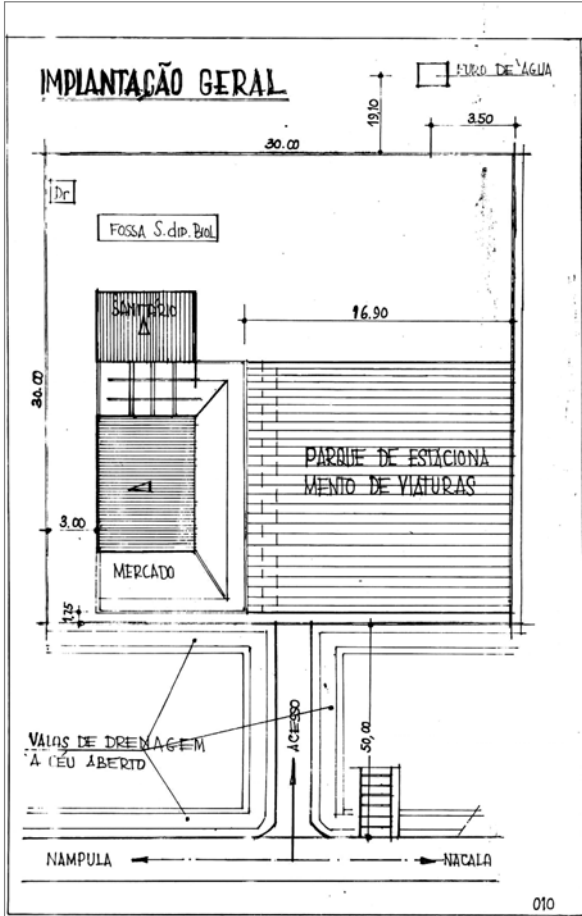 IMPLANTAÇÃO GERAL
FURO DE ÁGUA
19,10
3.50
30.00
Dr
FOSSA S. dip. BIOL
SANITÁRIO
16.90
30.00
PARQUE DE ESTACIONA
MENTO DE VIATURAS
3.00
MERCADO
1,75
VALAS DE DRENAGEM
A CÉU ABERTO
ACESSO
50,00
NAMPULA
NACALA
010